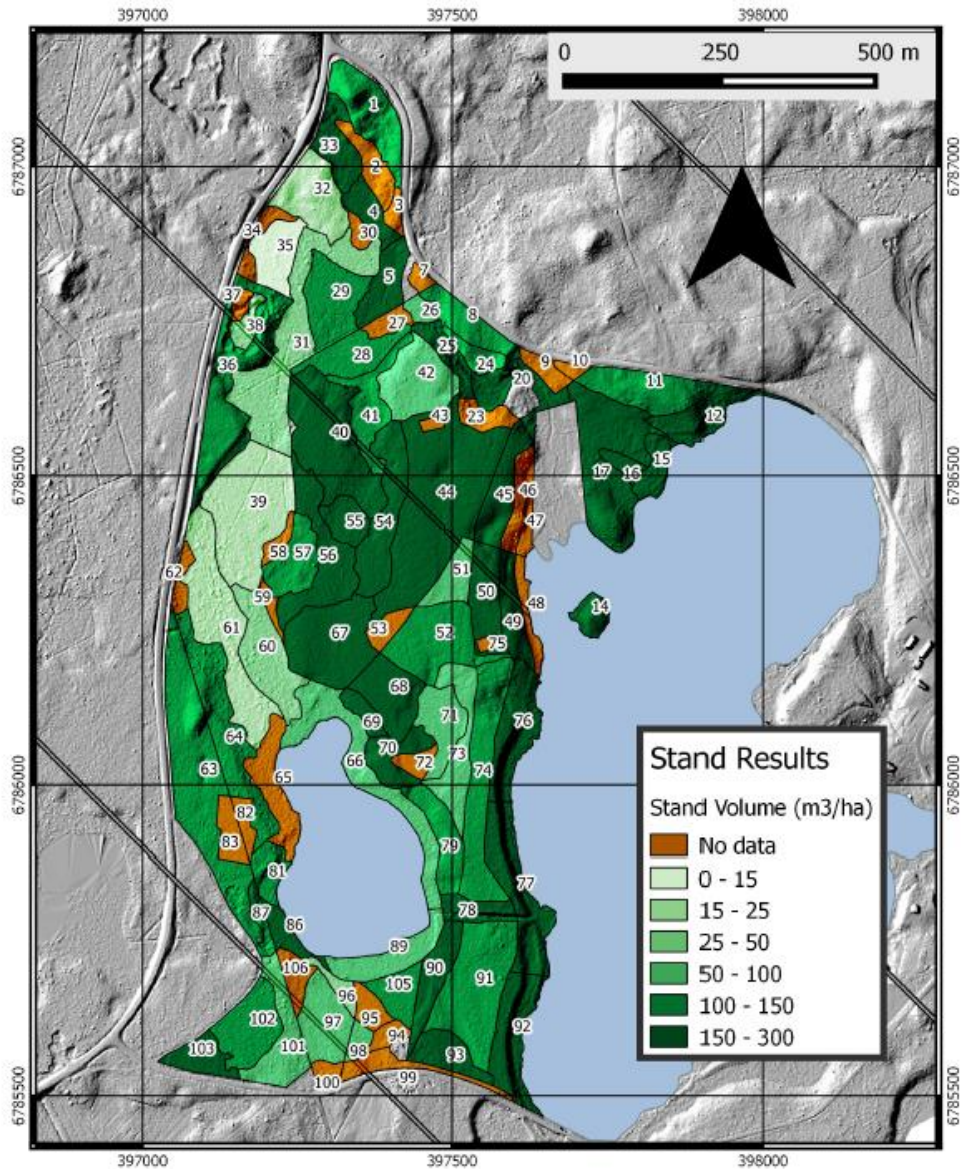 397000 397500 398000
0 250 500 m
1
33
6787000 2 6787000
32
3
4
34 30
35
7
5
37 29
26 8
38 27
31 25
28 24 9 10
36 42 20 11
41 43 23 12
40
15
6786500 17 16 6786500
39 44 45 46
55 54 47
58 57 56
62 51
59 50 48 14
61 67 53 52 49
60 75
68
69 71 76
64 70 73
63 65 66 72 74
6786000 6786000
82
83 79
81 77
87 86 78
89
106 90 91
96 105
102 97 95 94 92
103 101 98 93
100 99
6785500 6785500
Stand Results
Stand Volume (m3/ha)
No data
0 - 15
15 - 25
25 - 50
50 - 100
100 - 150
150 - 300
397000 397500 398000